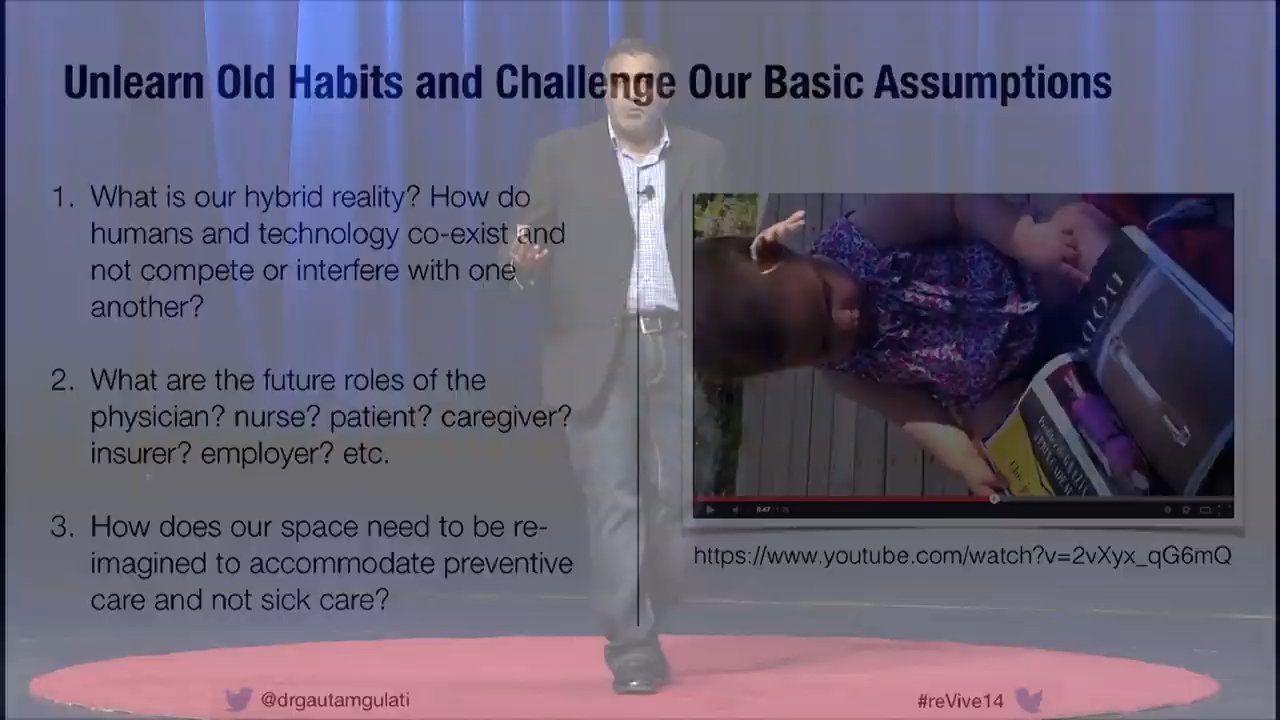 Unlearn Old Habits and Challenge Our Basic Assumptions
1. What is our hybrid reality? How do
humans and technology co-exist and
not compete or interfere with one
another?
2. What are the future roles of the
physician? nurse? patient? caregiver?
insurer? employer? etc.
3. How does our space need to be re-
imagined to accommodate preventive
care and not sick care?
BODY
0:47
https://www.youtube.com/watch?v=2vXyx_qG6mQ
@drgautamgulati
#reVive14